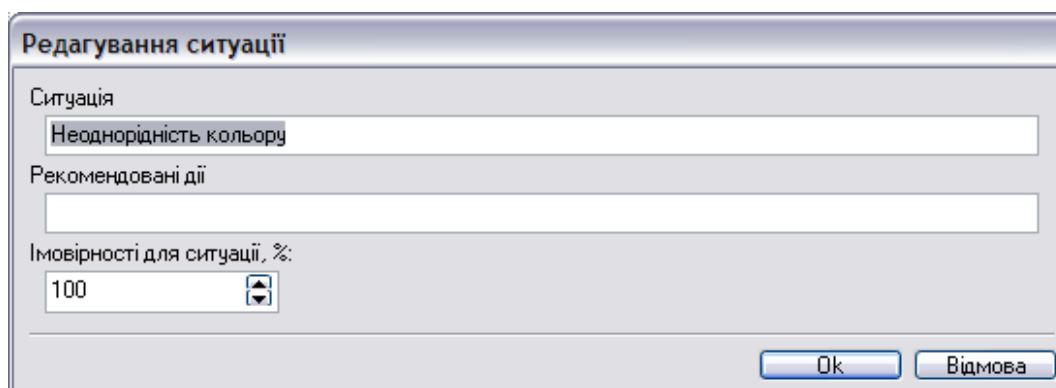 Редагування ситуації
Ситуація
Неоднорідність кольору
Рекомендовані дії
Імовірності для ситуації, %:
100
Ok Відмова